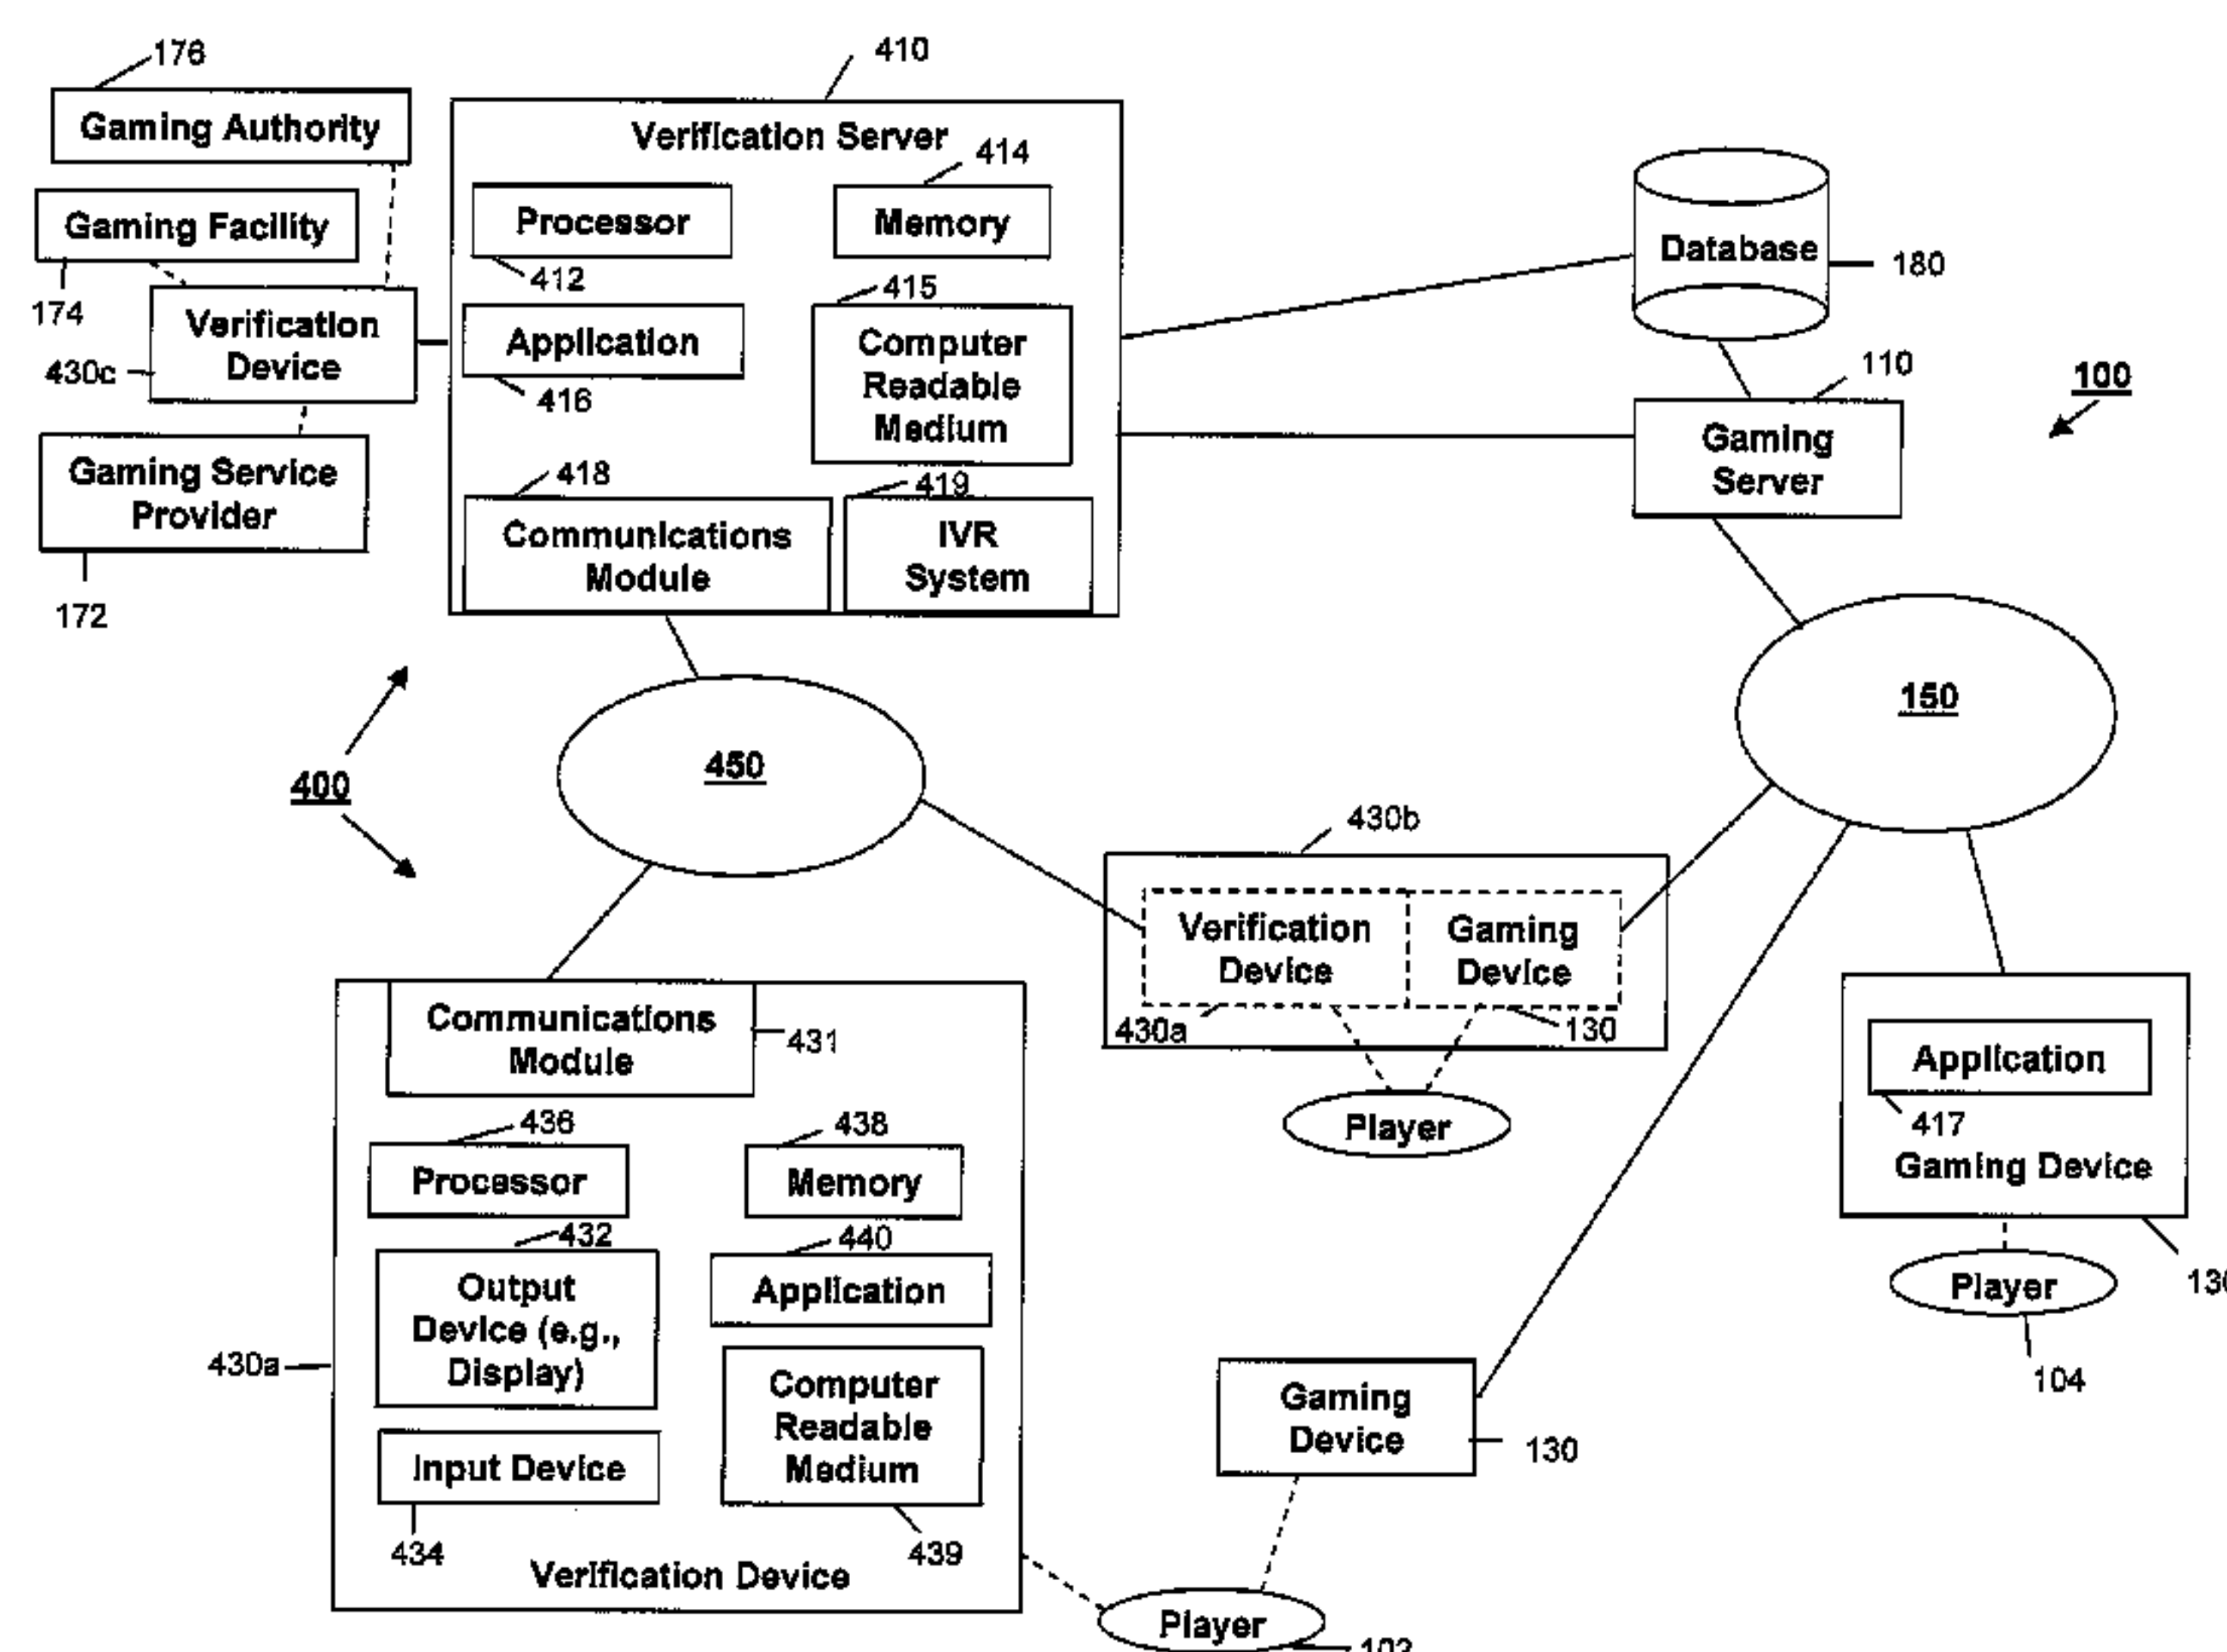 176
410
Gaming Authority
Verification Server
414
Gaming Facility
Processor
Memory
Database
180
412
415
174
Verification
Device
430c
Application
416
Computer
Readable
Medium
110
100
Gaming
Server
Gaming Service
Provider
172
418
419
Communications
Module
IVR
System
150
450
400
430b
Verification
Device
Gaming
Device
430a
130
Player
Communications
Module
431
Application
417
Gaming Device
436
438
Processor
Memory
432
440
Player
104
Output
Device (e.g.,
Display)
Application
430a
Computer
Readable
Medium
Gaming
Device
130
Input Device
434
439
Verification Device
Player